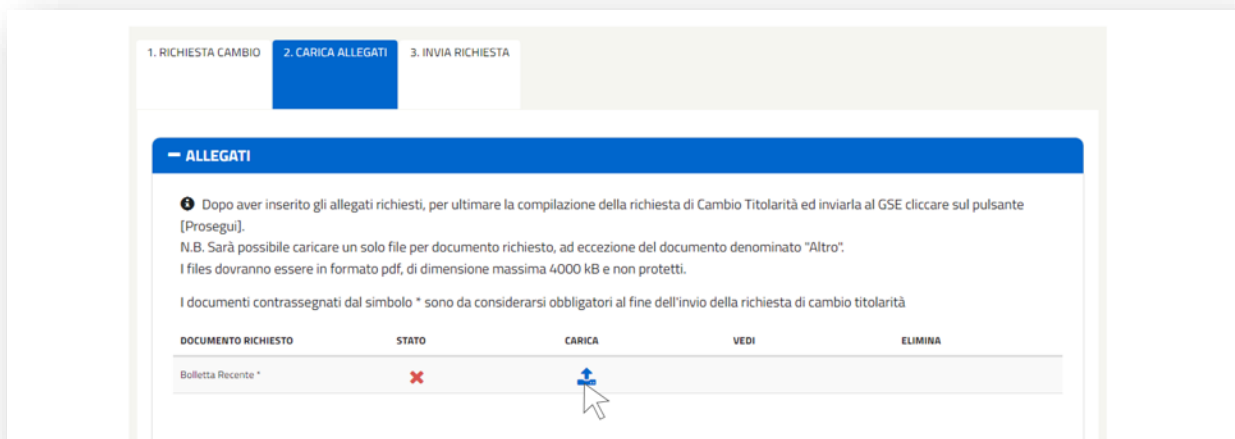 1. RICHIESTA CAMBIO 2. CARICA ALLEGATI 3. INVIA RICHIESTA
ALLEGATI
Dopo aver inserito gli allegati richiesti, per ultimare la compilazione della richiesta di Cambio Titolarità ed inviarla al GSE cliccare sul pulsante
[Prosegui].
N.B. Sarà possibile caricare un solo file per documento richiesto, ad eccezione del documento denominato "Altro".
I files dovranno essere in formato pdf, di dimensione massima 4000 kB e non protetti.
I documenti contrassegnati dal simbolo * sono da considerarsi obbligatori al fine dell'invio della richiesta di cambio titolarità
DOCUMENTO RICHIESTO STATO CARICA VEDI ELIMINA
Bolletta Recente *